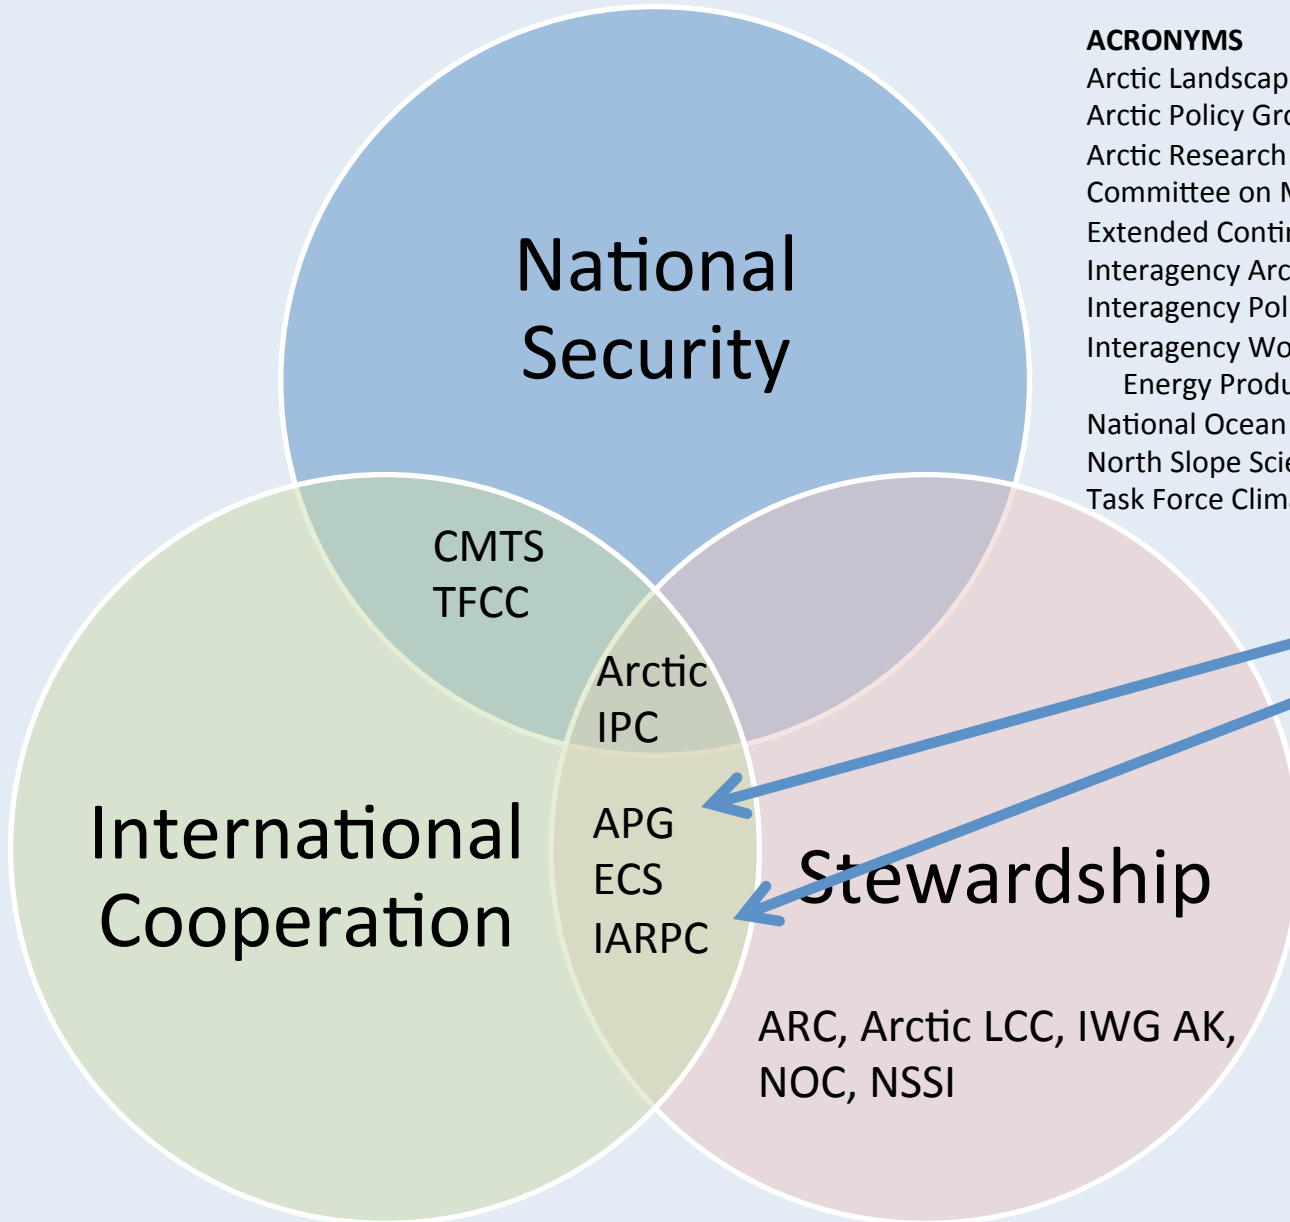 ACRONYMS
Arctic Landscap
Arctic Policy Gro
Arctic Research
Committee on M
Extended Contin
Interagency Arc
Interagency Pol
Interagency Wo
Energy Produ
National Ocean
North Slope Scie
Task Force Clima
National
Security
CMTS
TFCC
Arctic
IPC
International
Cooperation
APG
ECS
IARPC
Stewardship
ARC, Arctic LCC, IWG AK,
NOC, NSSI